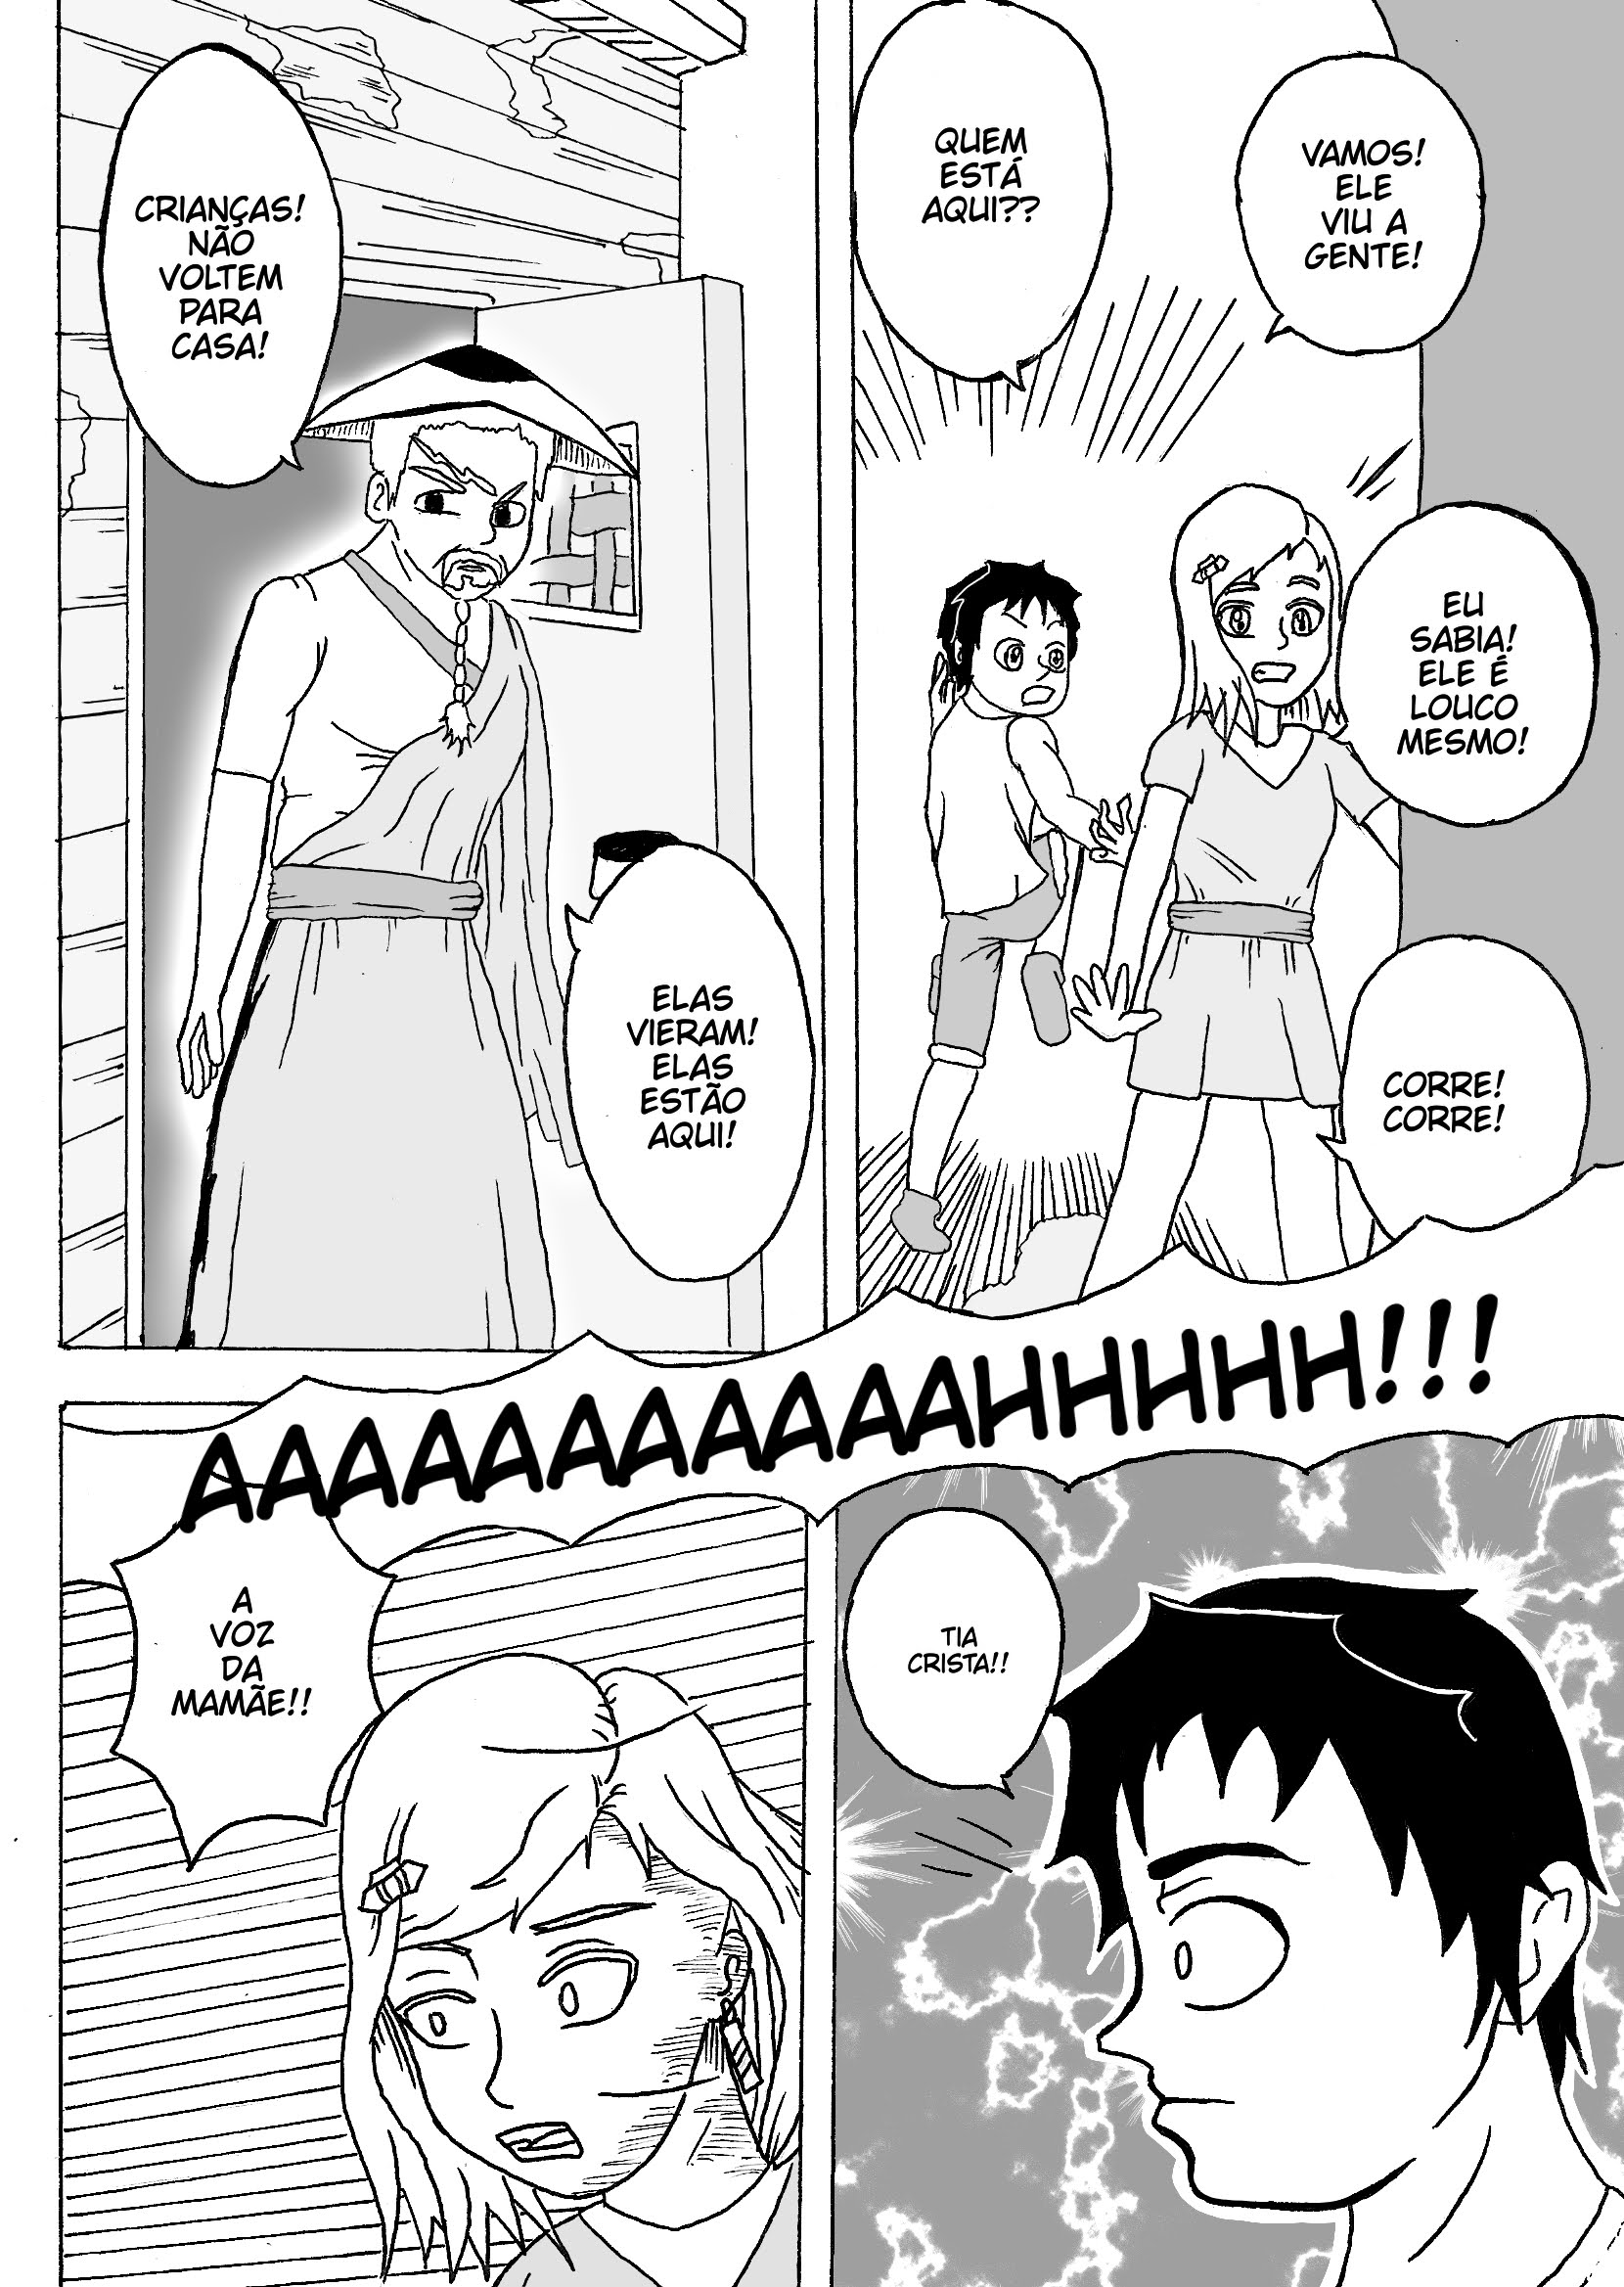 VAMOS!
ELE
VIU A
GENTE!
QUEM
ESTÁ
AQUI??
EU
SABIA!
ELE É
LOUCO
MESMO!
CORRE!
CORRE!
CRIANÇAS!
NÃO
VOLTEM
PARA
CASA!
ELAS
VIERAM!
ELAS
ESTÃO
AQUI!
AAAAAAAAAAAHHHHH!!!
TIA
CRISTA!!
A
VOZ
DA
MAMÃE!!